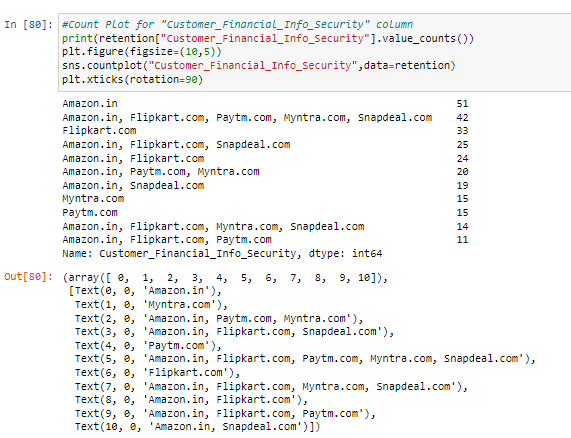 In [80]: #Count Plot for "Customer_Financial_Info_Security" column
print(retention["Customer_Financial_Info_Security"].value_counts())
plt.figure(figsize=(10,5))
sns.countplot("Customer_Financial_Info_Security",data=retention)
plt.xticks(rotation=90)
Amazon.in 51
Amazon.in, Flipkart.com, Paytm.com, Myntra.com, Snapdeal.com 42
Flipkart.com 33
Amazon.in, Flipkart.com, Snapdeal.com 25
Amazon.in, Flipkart.com 24
Amazon.in, Paytm.com, Myntra.com 20
Amazon.in, Snapdeal.com 19
Myntra.com 15
Paytm.com 15
Amazon.in, Flipkart.com, Myntra.com, Snapdeal.com 14
Amazon.in, Flipkart.com, Paytm.com 11
Name: Customer_Financial_Info_Security, dtype: int64
Out[80]: (array([ 0, 1, 2, 3, 4, 5, 6, 7, 8, 9, 10]),
[Text(0, 0, 'Amazon.in'),
Text(1, 0, 'Myntra.com'),
Text(2, 0, 'Amazon.in, Paytm.com, Myntra.com'),
Text(3, 0, 'Amazon.in, Flipkart.com, Snapdeal.com'),
Text(4, 0, 'Paytm.com'),
Text(5, 0, 'Amazon.in, Flipkart.com, Paytm.com, Myntra.com, Snapdeal.com'),
Text(6, 0, 'Flipkart.com'),
Text(7, 0, 'Amazon.in, Flipkart.com, Myntra.com, Snapdeal.com'),
Text(8, 0, 'Amazon.in, Flipkart.com'),
Text(9, 0, 'Amazon.in, Flipkart.com, Paytm.com'),
Text(10, 0, 'Amazon.in, Snapdeal.com')])